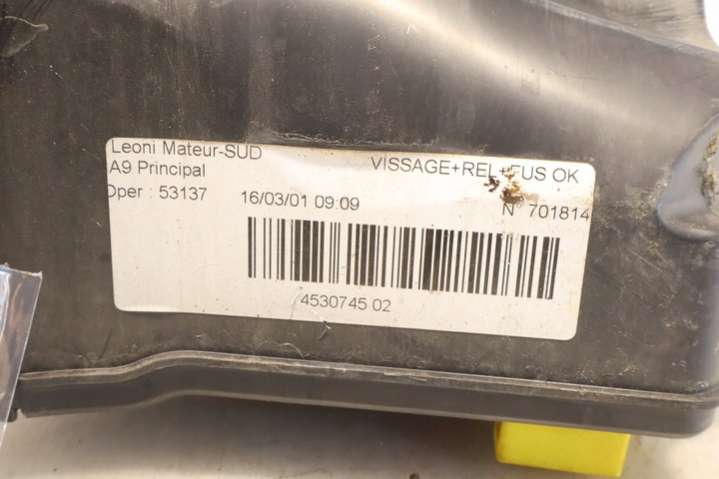 Leoni Mateur-SUD
A9 Principal
VISSAGE+REL+FUS OK
Oper : 53137
16/03/01 09:09
N° 701814
4530745 02